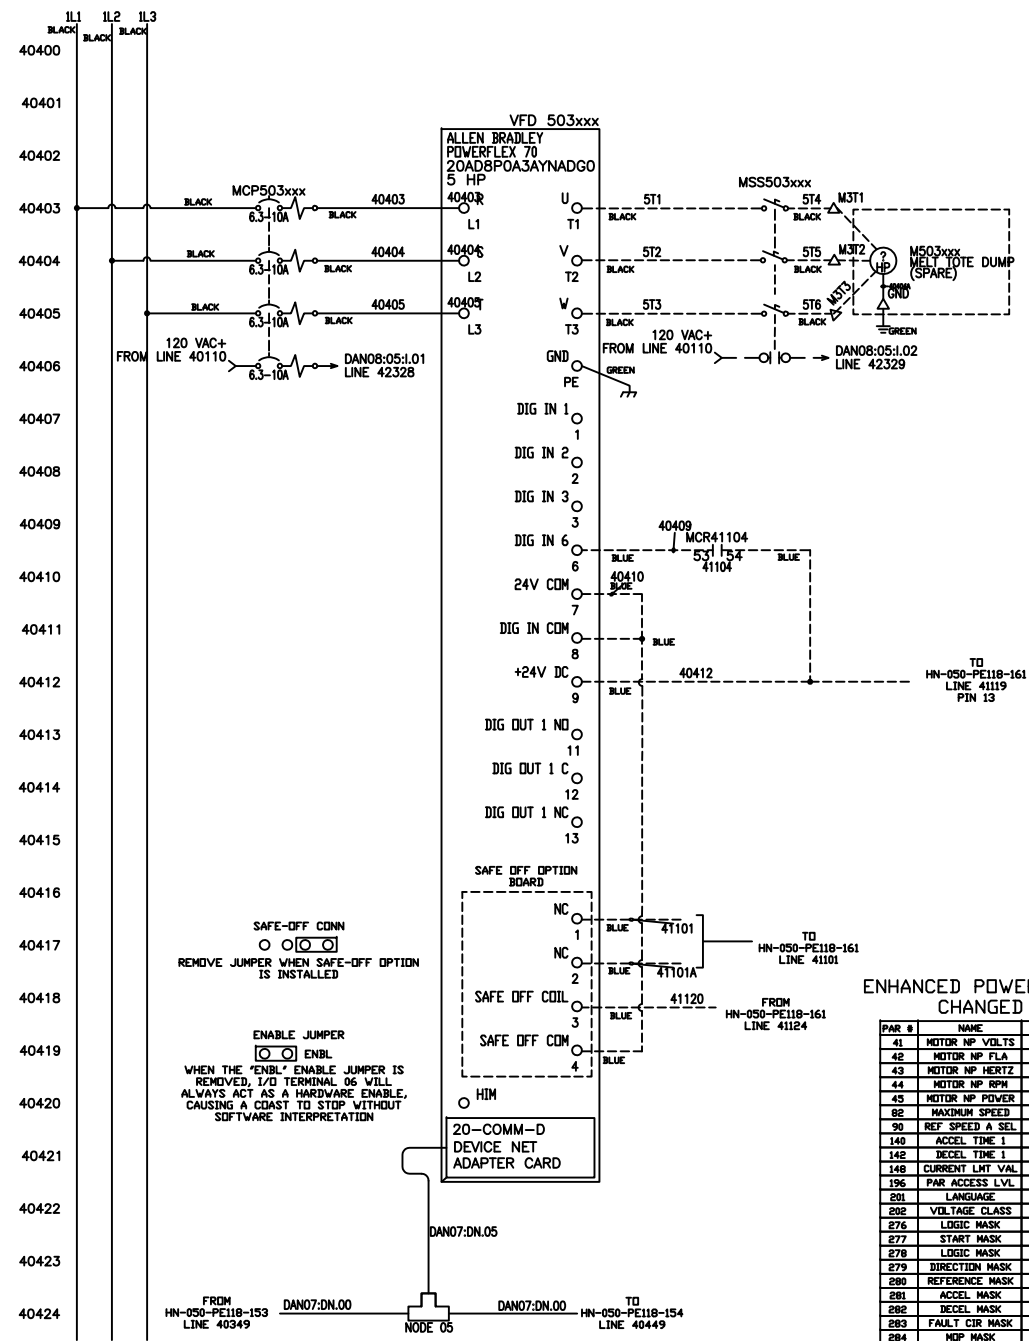 1L1 1L2 1L3
BLACK BLACK BLACK
40400
40401
VFD 503xxx
40402
ALLEN BRADLEY
POWERFLEX 70
20AD8P0A3AYNADG0
5 HP
MCP503xxx
MSS503xxx
40403 BLACK 6.3-10A BLACK 40403 40403 R L1
U T1 BLACK 5T1 BLACK 5T4 M3T1
40404 BLACK 6.3-10A BLACK 40404 40404 S L2
V T2 BLACK 5T2 BLACK 5T5 M3T2
? HP
M503xxx
MELT TOTE DUMP
(SPARE)
40404A
GND
GREEN
40405 BLACK 6.3-10A BLACK 40405 40405 T L3
W T3 BLACK 5T3 BLACK 5T6 M3T3
40406
120 VAC+
FROM LINE 40110
6.3-10A
DAN08:05:I.01
LINE 42328
GND PE GREEN
120 VAC+
FROM LINE 40110
DAN08:05:I.02
LINE 42329
40407
DIG IN 1
1
40408
DIG IN 2
2
40409
DIG IN 3
3
DIG IN 6
6
BLUE
40409
MCR41104
53 54
41104
BLUE
40410
24V COM
7
40410
BLUE
40411
DIG IN COM
8
BLUE
40412
+24V DC
9
BLUE
40412
TO
HN-050-PE118-161
LINE 41119
PIN 13
40413
DIG OUT 1 NO
11
40414
DIG OUT 1 C
12
40415
DIG OUT 1 NC
13
40416
SAFE OFF OPTION
BOARD
NC
1
BLUE
41101
40417
NC
2
BLUE
41101A
TO
HN-050-PE118-161
LINE 41101
SAFE-OFF CONN
REMOVE JUMPER WHEN SAFE-OFF OPTION
IS INSTALLED
40418
SAFE OFF COIL
3
BLUE
41120
FROM
HN-050-PE118-161
LINE 41124
40419
SAFE OFF COM
4
BLUE
ENABLE JUMPER
ENBL
WHEN THE "ENBL" ENABLE JUMPER IS
REMOVED, I/O TERMINAL 06 WILL
ALWAYS ACT AS A HARDWARE ENABLE,
CAUSING A COAST TO STOP WITHOUT
SOFTWARE INTERPRETATION
40420
HIM
40421
20-COMM-D
DEVICE NET
ADAPTER CARD
40422
DAN07:DN.05
40423
40424
FROM
HN-050-PE118-153
LINE 40349
DAN07:DN.00
NODE 05
DAN07:DN.00
TO
HN-050-PE118-154
LINE 40449
ENHANCED POWE
CHANGED
PAR # NAME
41 MOTOR NP VOLTS
42 MOTOR NP FLA
43 MOTOR NP HERTZ
44 MOTOR NP RPM
45 MOTOR NP POWER
82 MAXIMUM SPEED
90 REF SPEED A SEL
140 ACCEL TIME 1
142 DECEL TIME 1
148 CURRENT LMT VAL
196 PAR ACCESS LVL
201 LANGUAGE
202 VOLTAGE CLASS
276 LOGIC MASK
277 START MASK
278 LOGIC MASK
279 DIRECTION MASK
280 REFERENCE MASK
281 ACCEL MASK
282 DECEL MASK
283 FAULT CIR MASK
284 MOP MASK